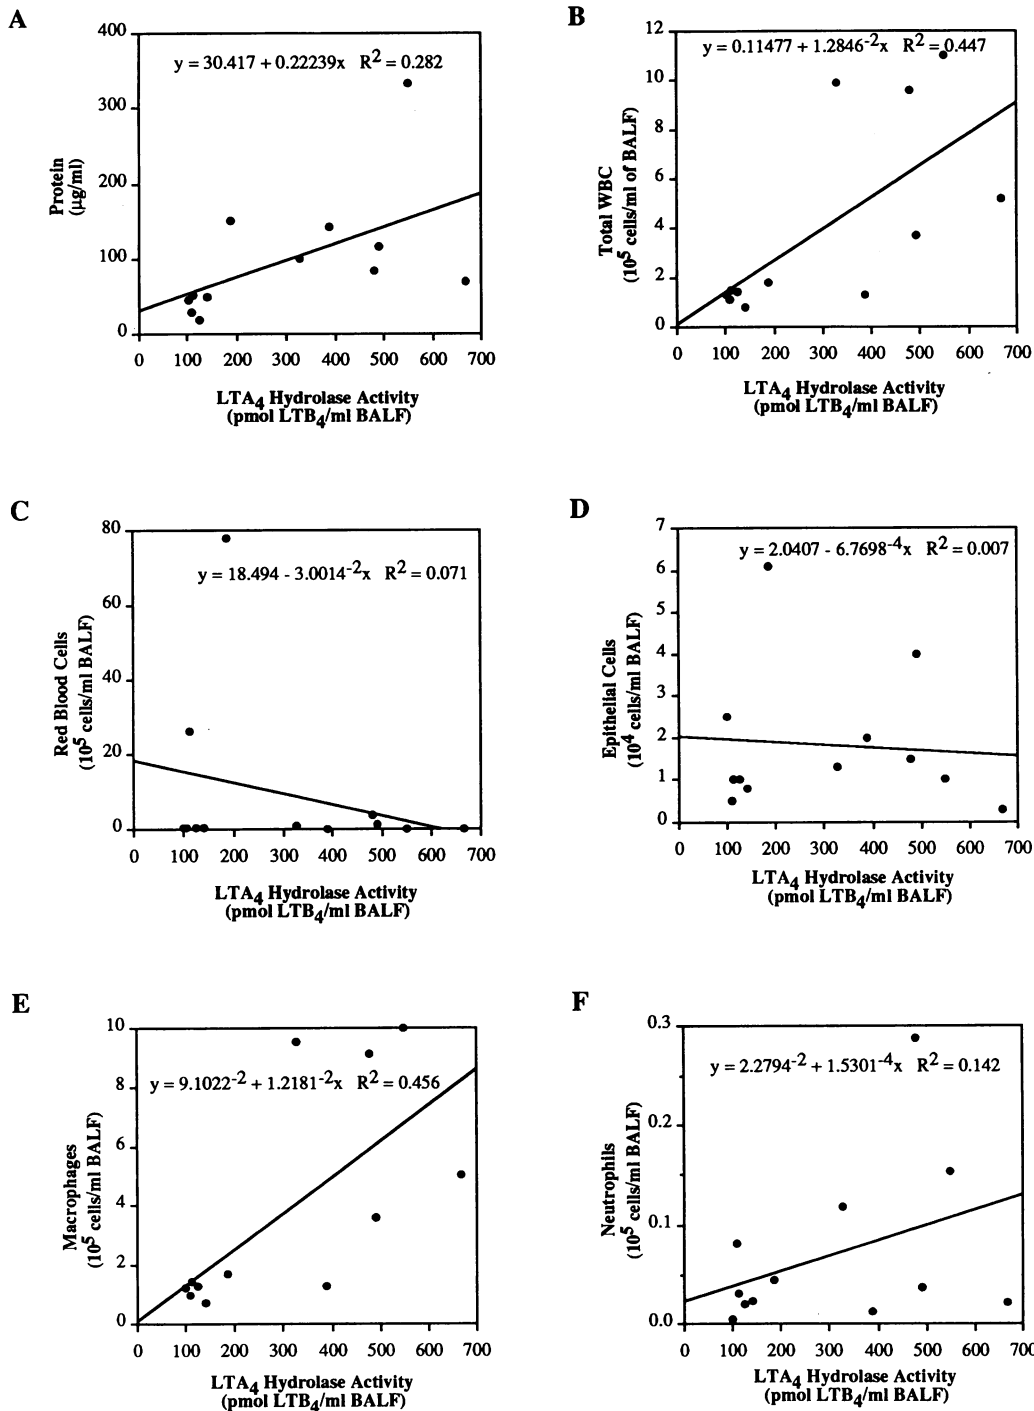 A
y = 30.417 + 0.22239x R2 = 0.282
400
300
200
100
0
Protein
(µg/ml)
0 100 200 300 400 500 600 700
LTA4 Hydrolase Activity
(pmol LTB4/ml BALF)
B
y = 0.11477 + 1.2846-2x R2 = 0.447
12
10
8
6
4
2
0
Total WBC
(105 cells/ml of BALF)
0 100 200 300 400 500 600 700
LTA4 Hydrolase Activity
(pmol LTB4/ml BALF)
C
y = 18.494 - 3.0014-2x R2 = 0.071
80
60
40
20
0
Red Blood Cells
(105 cells/ml BALF)
0 100 200 300 400 500 600 700
LTA4 Hydrolase Activity
(pmol LTB4/ml BALF)
D
y = 2.0407 - 6.7698-4x R2 = 0.007
7
6
5
4
3
2
1
0
Epithelial Cells
(104 cells/ml BALF)
0 100 200 300 400 500 600 700
LTA4 Hydrolase Activity
(pmol LTB4/ml BALF)
E
y = 9.1022-2 + 1.2181-2x R2 = 0.456
10
8
6
4
2
0
Macrophages
(105 cells/ml BALF)
0 100 200 300 400 500 600 700
LTA4 Hydrolase Activity
(pmol LTB4/ml BALF)
F
y = 2.2794-2 + 1.5301-4x R2 = 0.142
0.3
0.2
0.1
0.0
Neutrophils
(105 cells/ml BALF)
0 100 200 300 400 500 600 700
LTA4 Hydrolase Activity
(pmol LTB4/ml BALF)